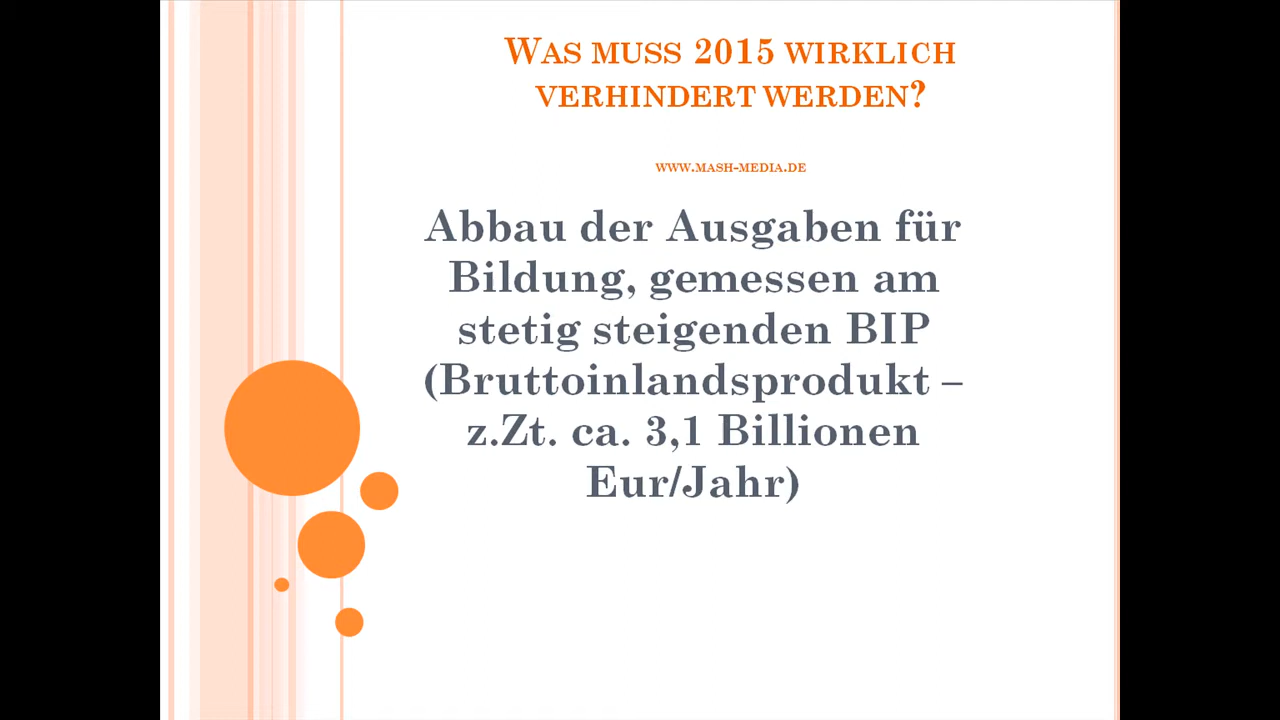 Was muss 2015 wirklich
verhindert werden?
www.mash-media.de
Abbau der Ausgaben für
Bildung, gemessen am
stetig steigenden BIP
(Bruttoinlandsprodukt –
z.Zt. ca. 3,1 Billionen
Eur/Jahr)